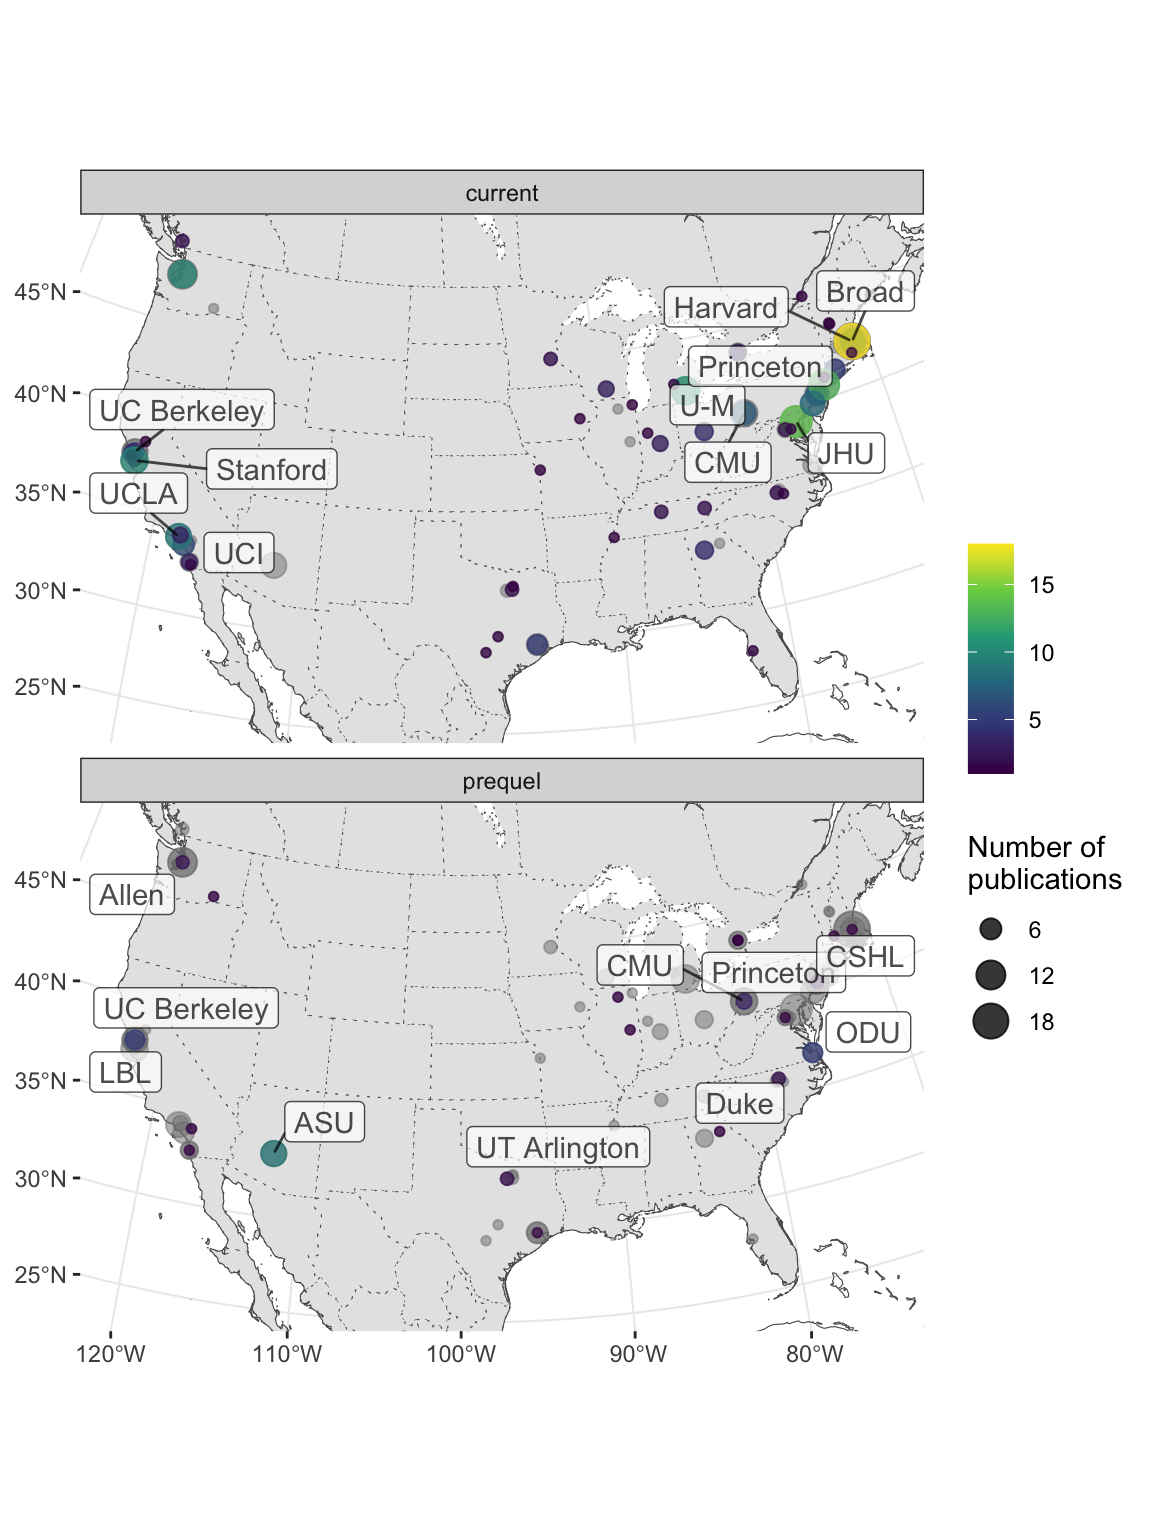 current
45°N
40°N
35°N
30°N
25°N
Harvard
Broad
Princeton
UC Berkeley
U-M
Stanford
CMU
JHU
UCLA
UCI
15
10
5
prequel
Number of
publications
6
12
18
45°N
40°N
35°N
30°N
25°N
Allen
CMU
Princeton
CSHL
UC Berkeley
ODU
LBL
Duke
ASU
UT Arlington
120°W
110°W
100°W
90°W
80°W